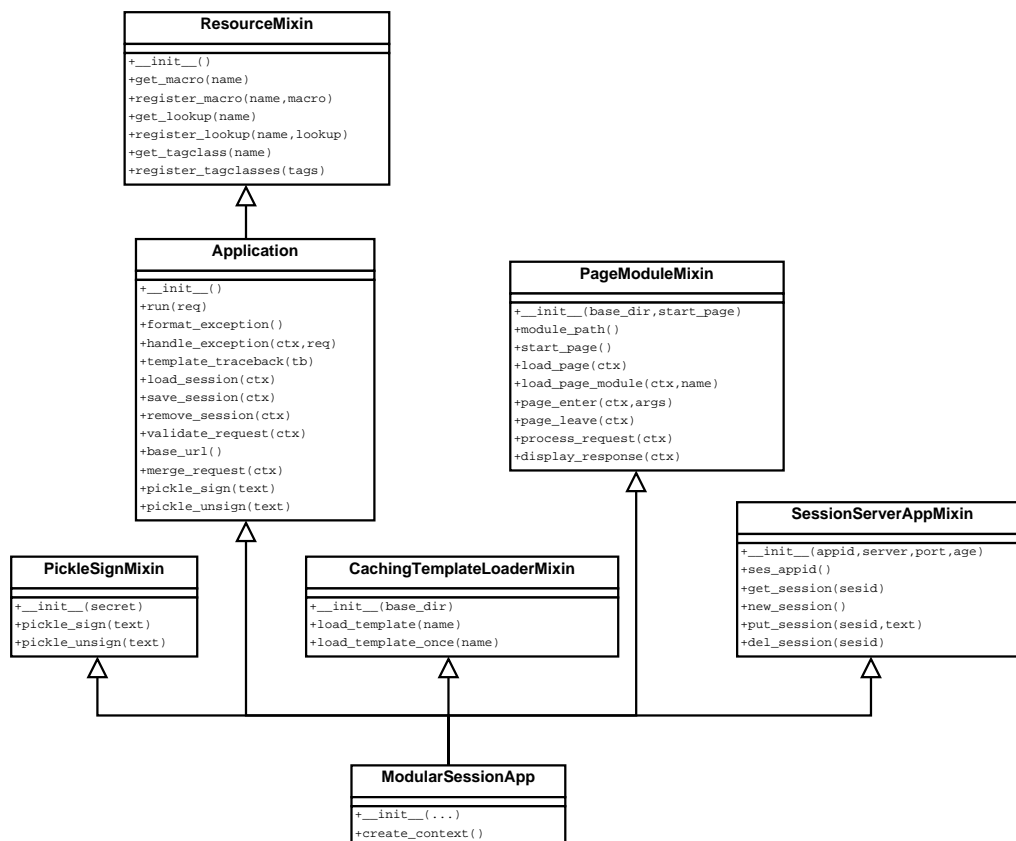 ResourceMixin
+__init__()
+get_macro(name)
+register_macro(name,macro)
+get_lookup(name)
+register_lookup(name,lookup)
+get_tagclass(name)
+register_tagclasses(tags)
Application
+__init__()
+run(req)
+format_exception()
+handle_exception(ctx,req)
+template_traceback(tb)
+load_session(ctx)
+save_session(ctx)
+remove_session(ctx)
+validate_request(ctx)
+base_url()
+merge_request(ctx)
+pickle_sign(text)
+pickle_unsign(text)
PageModuleMixin
+__init__(base_dir,start_page)
+module_path()
+start_page()
+load_page(ctx)
+load_page_module(ctx,name)
+page_enter(ctx,args)
+page_leave(ctx)
+process_request(ctx)
+display_response(ctx)
SessionServerAppMixin
+__init__(appid,server,port,age)
+ses_appid()
+get_session(sesid)
+new_session()
+put_session(sesid,text)
+del_session(sesid)
PickleSignMixin
+__init__(secret)
+pickle_sign(text)
+pickle_unsign(text)
CachingTemplateLoaderMixin
+__init__(base_dir)
+load_template(name)
+load_template_once(name)
ModularSessionApp
+__init__(...)
+create_context()